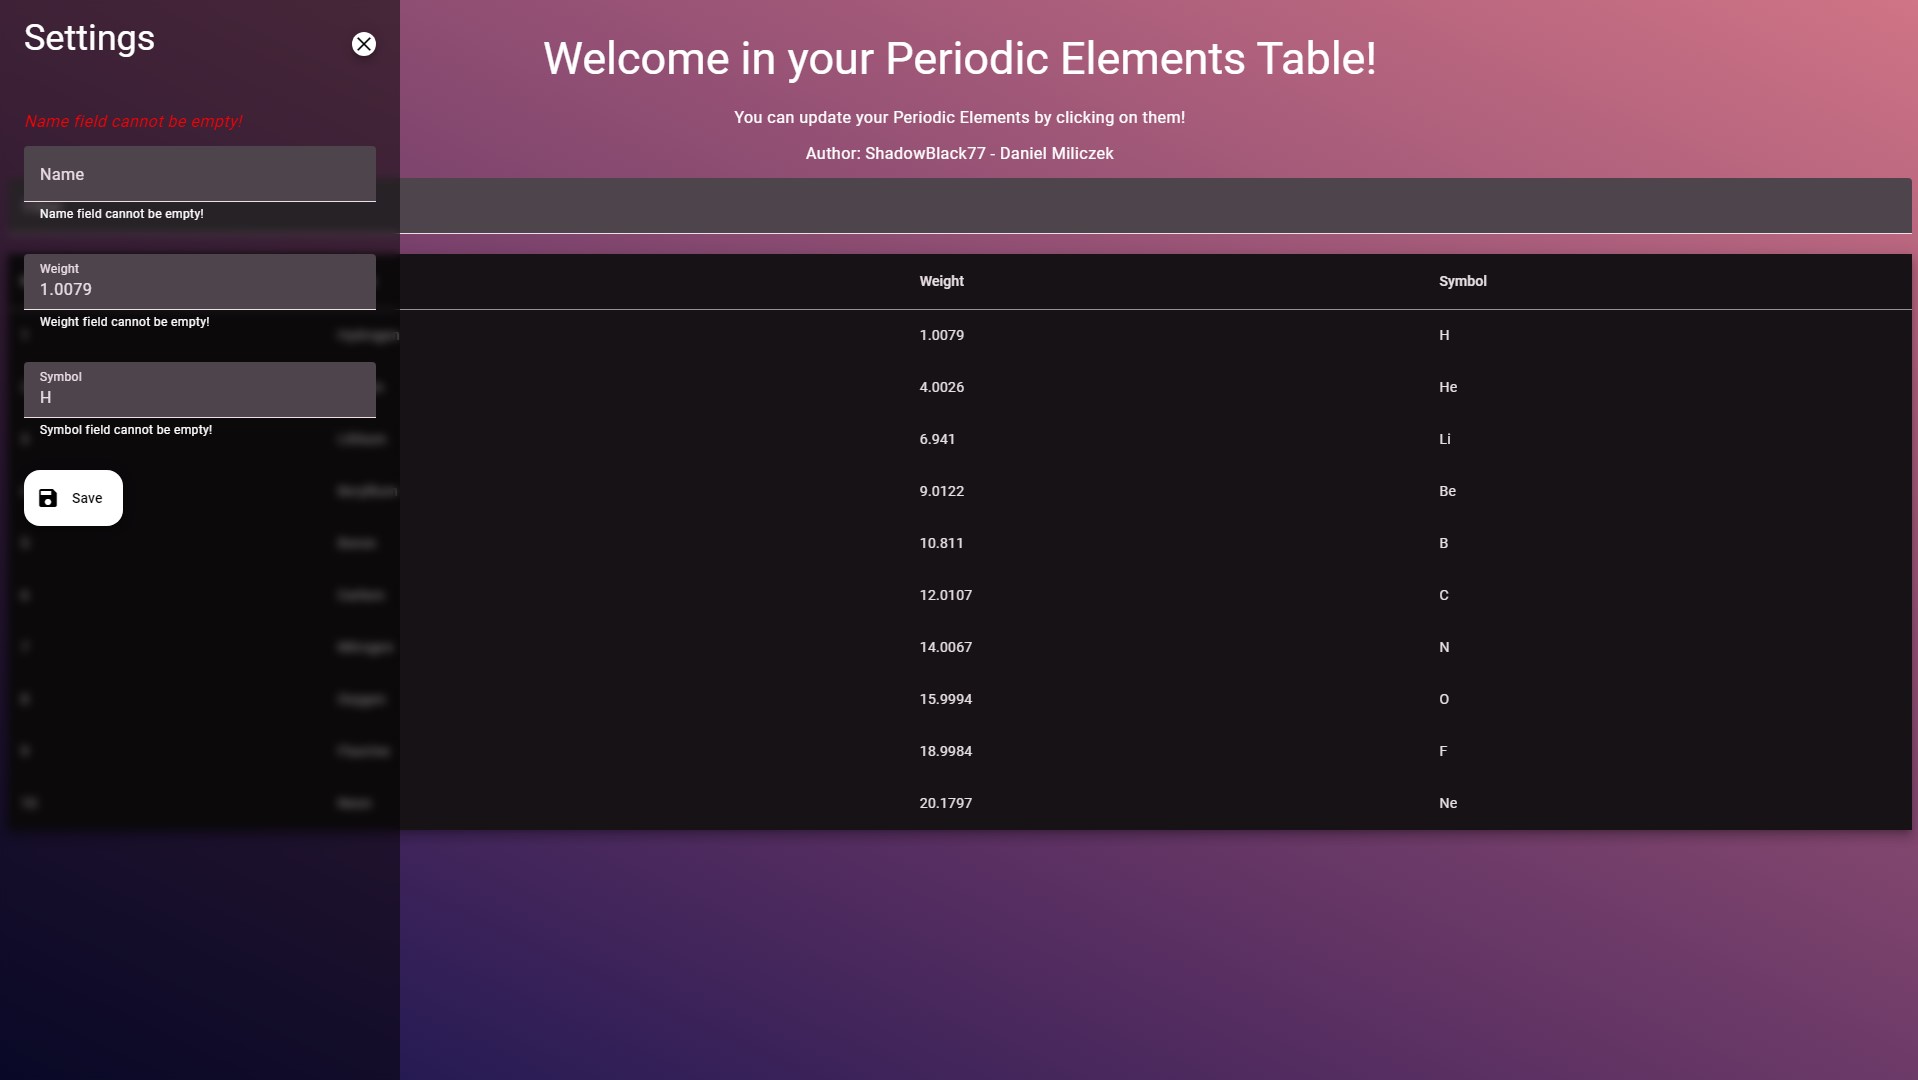 Settings
Welcome in your Periodic Elements Table!
You can update your Periodic Elements by clicking on them!
Author: ShadowBlack77 - Daniel Miliczek
Name field cannot be empty!
Name
Name field cannot be empty!
Weight
1.0079
Weight field cannot be empty!
Symbol
H
Symbol field cannot be empty!
Save
Weight Symbol
1.0079 H
4.0026 He
6.941 Li
9.0122 Be
10.811 B
12.0107 C
14.0067 N
15.9994 O
18.9984 F
20.1797 Ne